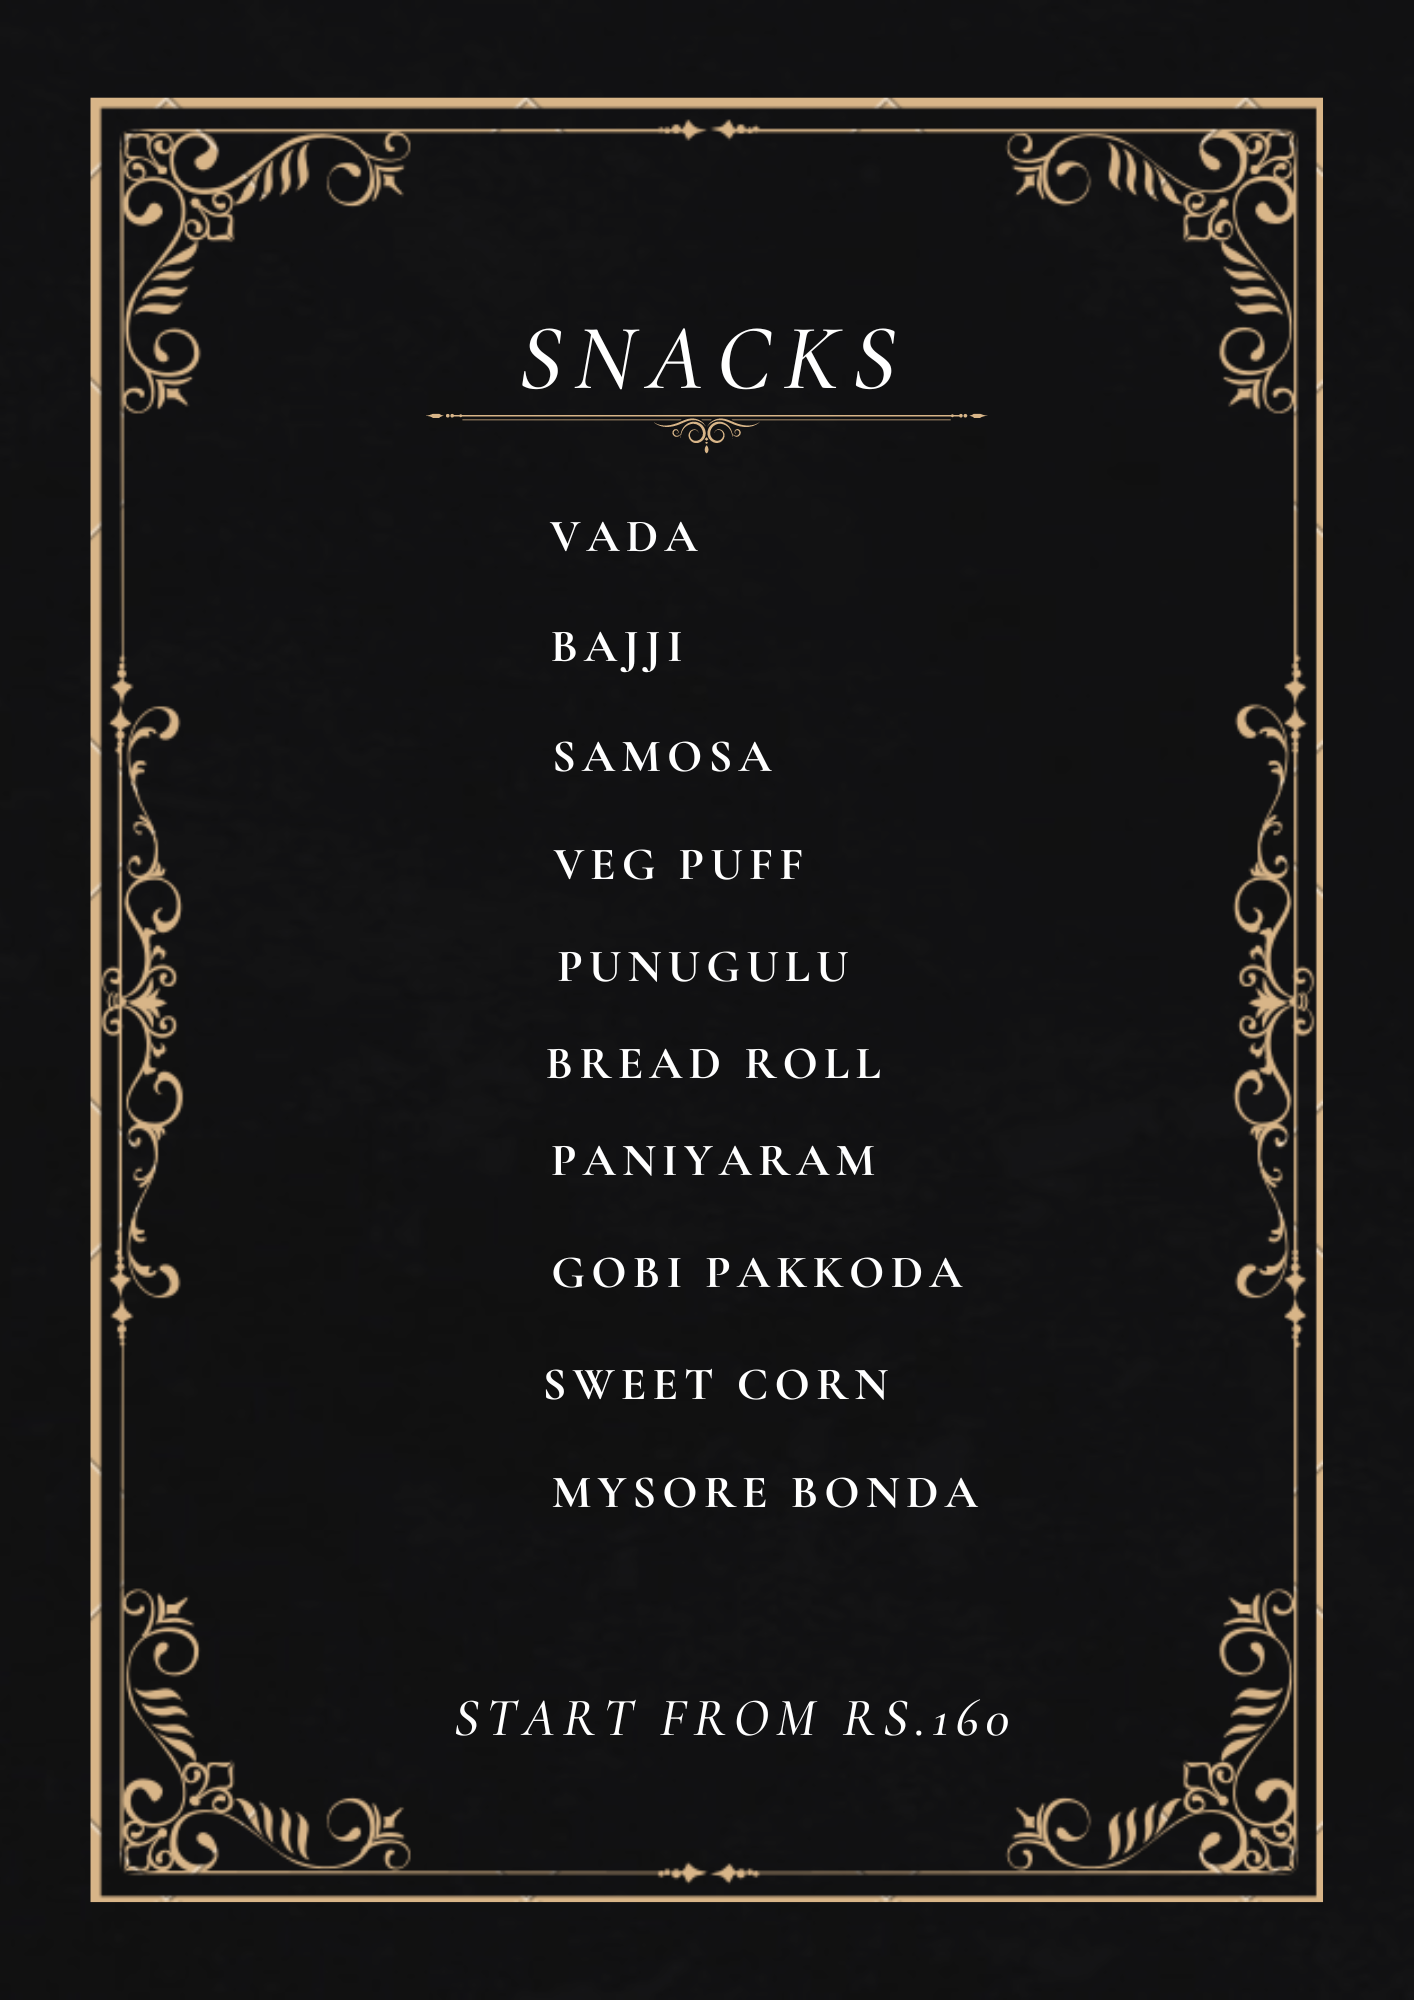 SNACKS
VADA
BAJJI
SAMOSA
VEG PUFF
PUNUGULU
BREAD ROLL
PANIYARAM
GOBI PAKKODA
SWEET CORN
MYSORE BONDA
START FROM RS.160